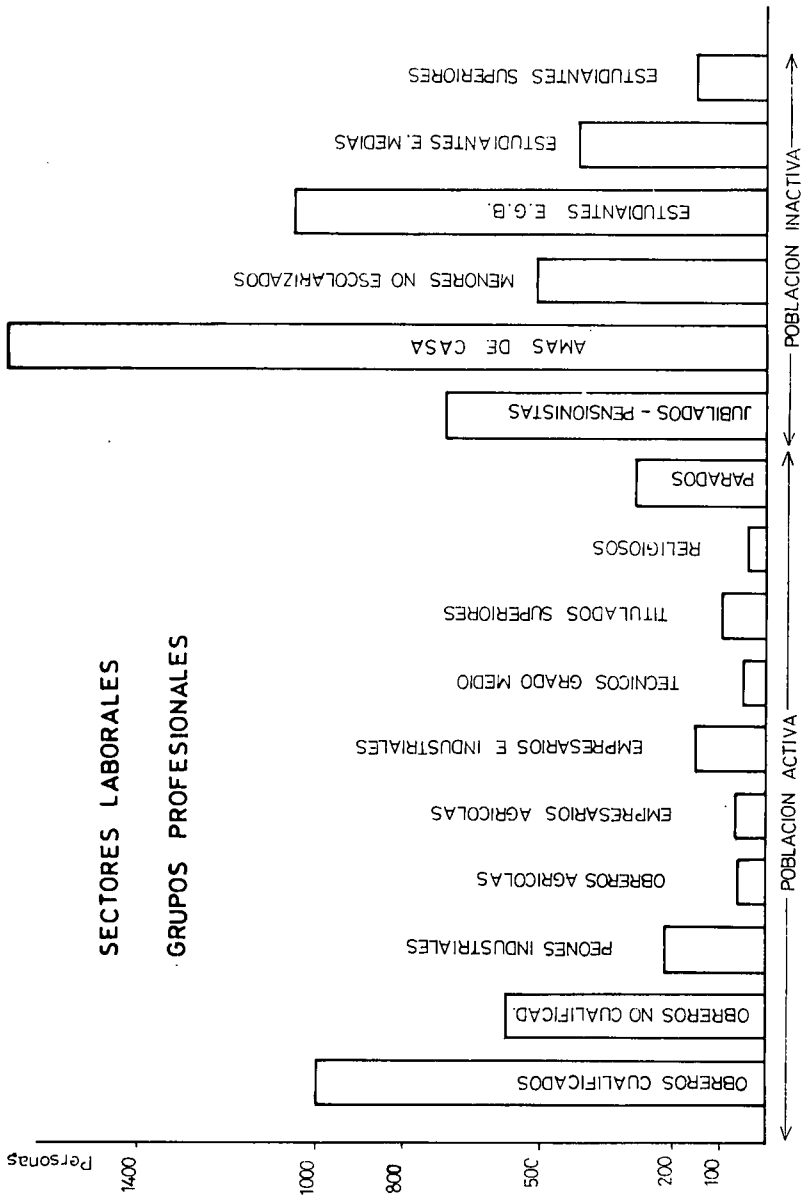 SECTORES LABORALES
GRUPOS PROFESIONALES
Personas
1400
1000
800
500
200
100
OBREROS CUALIFICADOS
OBREROS NO CUALIFICAD.
PEONES INDUSTRIALES
OBREROS AGRICOLAS
EMPRESARIOS AGRICOLAS
EMPRESARIOS E INDUSTRIALES
TECNICOS GRADO MEDIO
TITULADOS SUPERIORES
RELIGIOSOS
PARADOS
JUBILADOS - PENSIONISTAS
AMAS DE CASA
MENORES NO ESCOLARIZADOS
ESTUDIANTES E.G.B.
ESTUDIANTES E. MEDIAS
ESTUDIANTES SUPERIORES
POBLACION ACTIVA
POBLACION INACTIVA